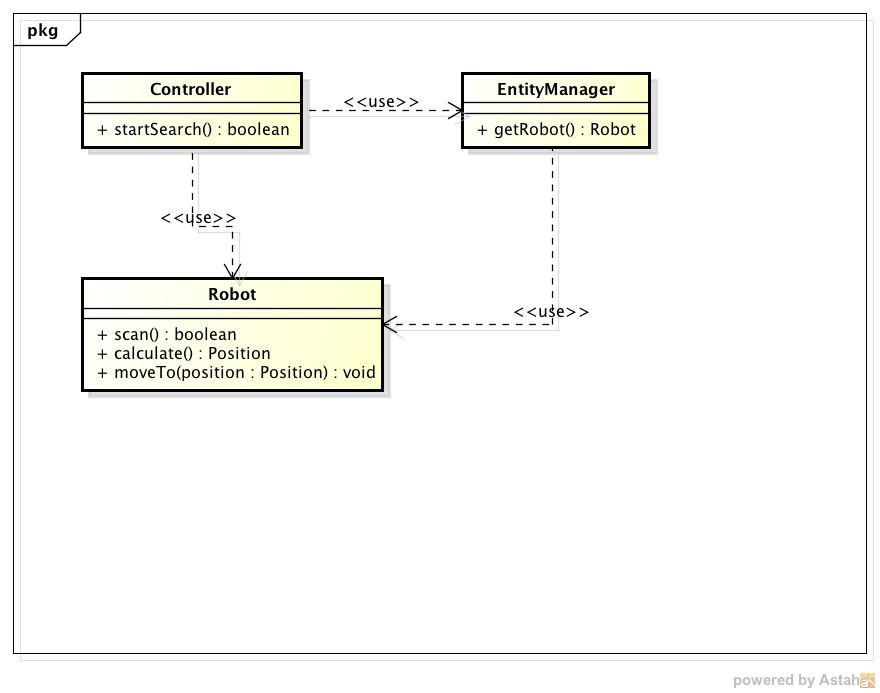 pkg
Controller
+ startSearch() : boolean
<<use>>
EntityManager
+ getRobot() : Robot
<<use>>
Robot
+ scan() : boolean
+ calculate() : Position
+ moveTo(position : Position) : void
<<use>>
powered by Astah